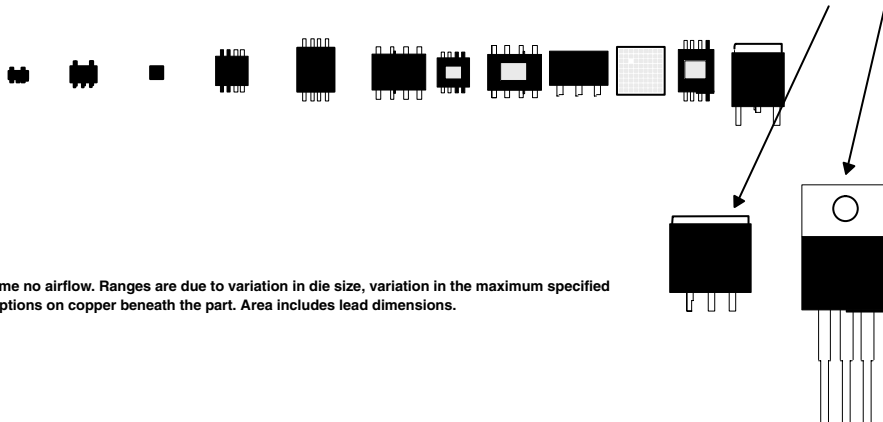 me no airflow. Ranges are due to variation in die size, variation in the maximum specified
ptions on copper beneath the part. Area includes lead dimensions.